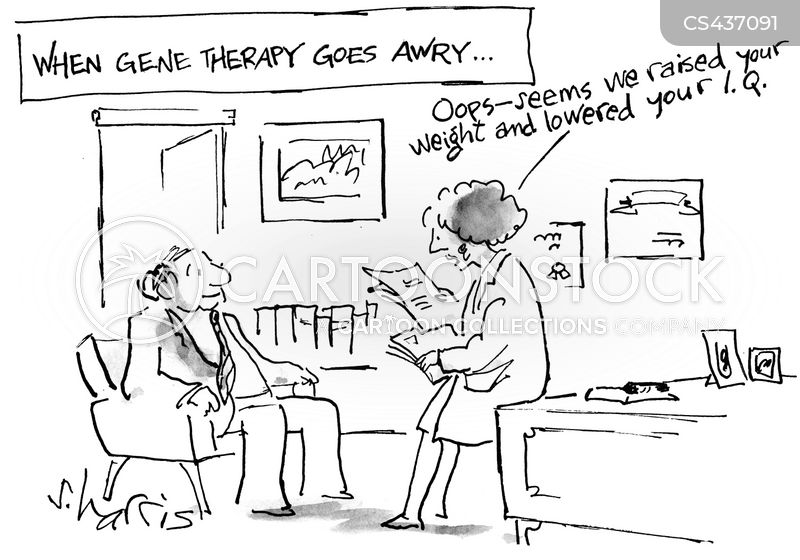 CS437091
WHEN GENE THERAPY GOES AWRY...
Oops-seems we raised your
weight and lowered your I.Q.
CARTOONSTOCK
CARTOON COLLECTIONS COMPANY
S. Harris